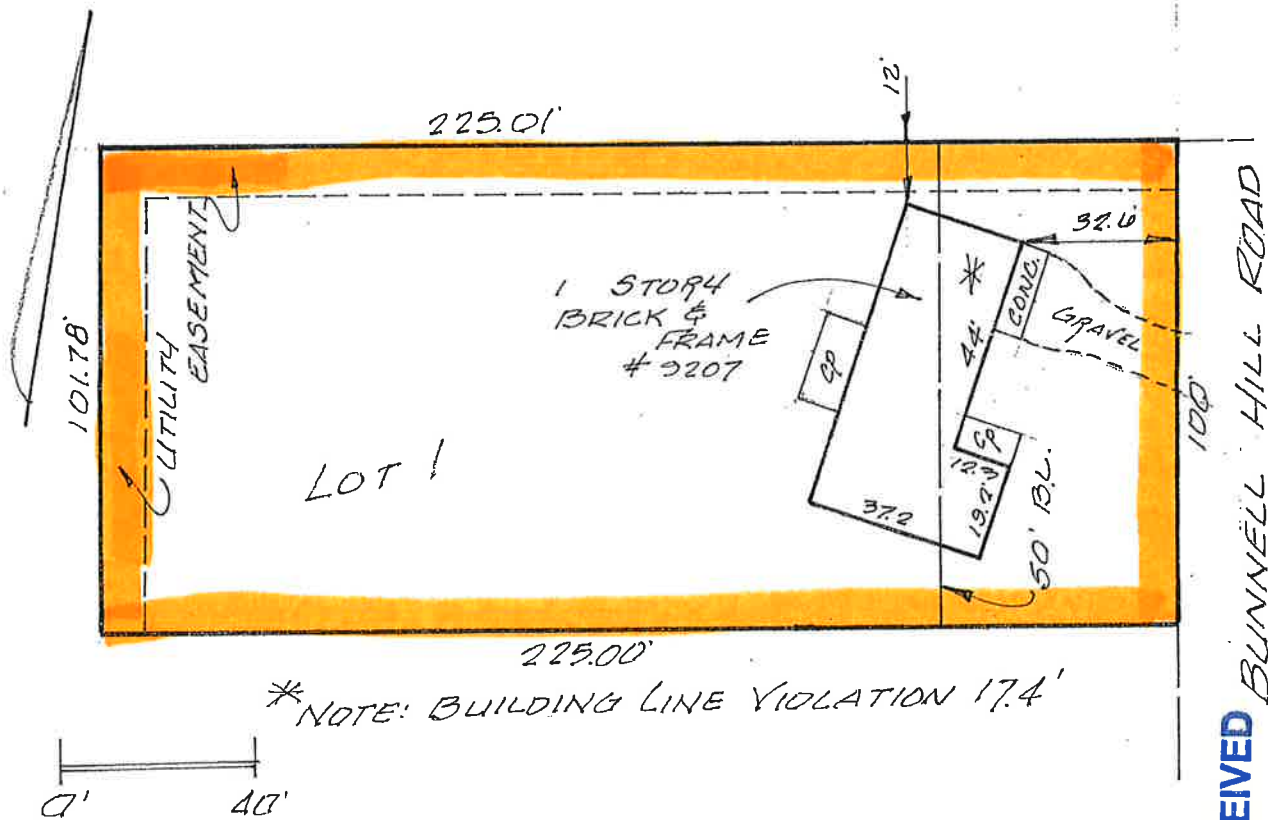 225.01'
12'
32.6
101.78'
UTILITY
EASEMENT
1 STORY
BRICK &
FRAME
# 9207
*
44'
CONC.
GRAVEL
CP
CP
12.3
19.2
37.2
50' B.L.
100'
BUNNELL HILL ROAD
LOT 1
225.00'
*NOTE: BUILDING LINE VIOLATION 17.4'
0'
40'
EIVED